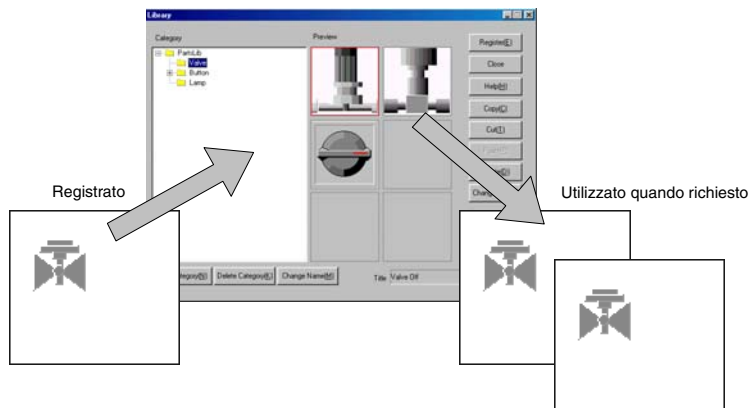 Library
Category
Preview
PartsLib
Valve
Button
Lamp
Register(E)
Close
Help(H)
Copy(C)
Cut(T)
Registrato
Utilizzato quando richiesto
Delete Category(K)
Change Name(M)
Title
Valve Off